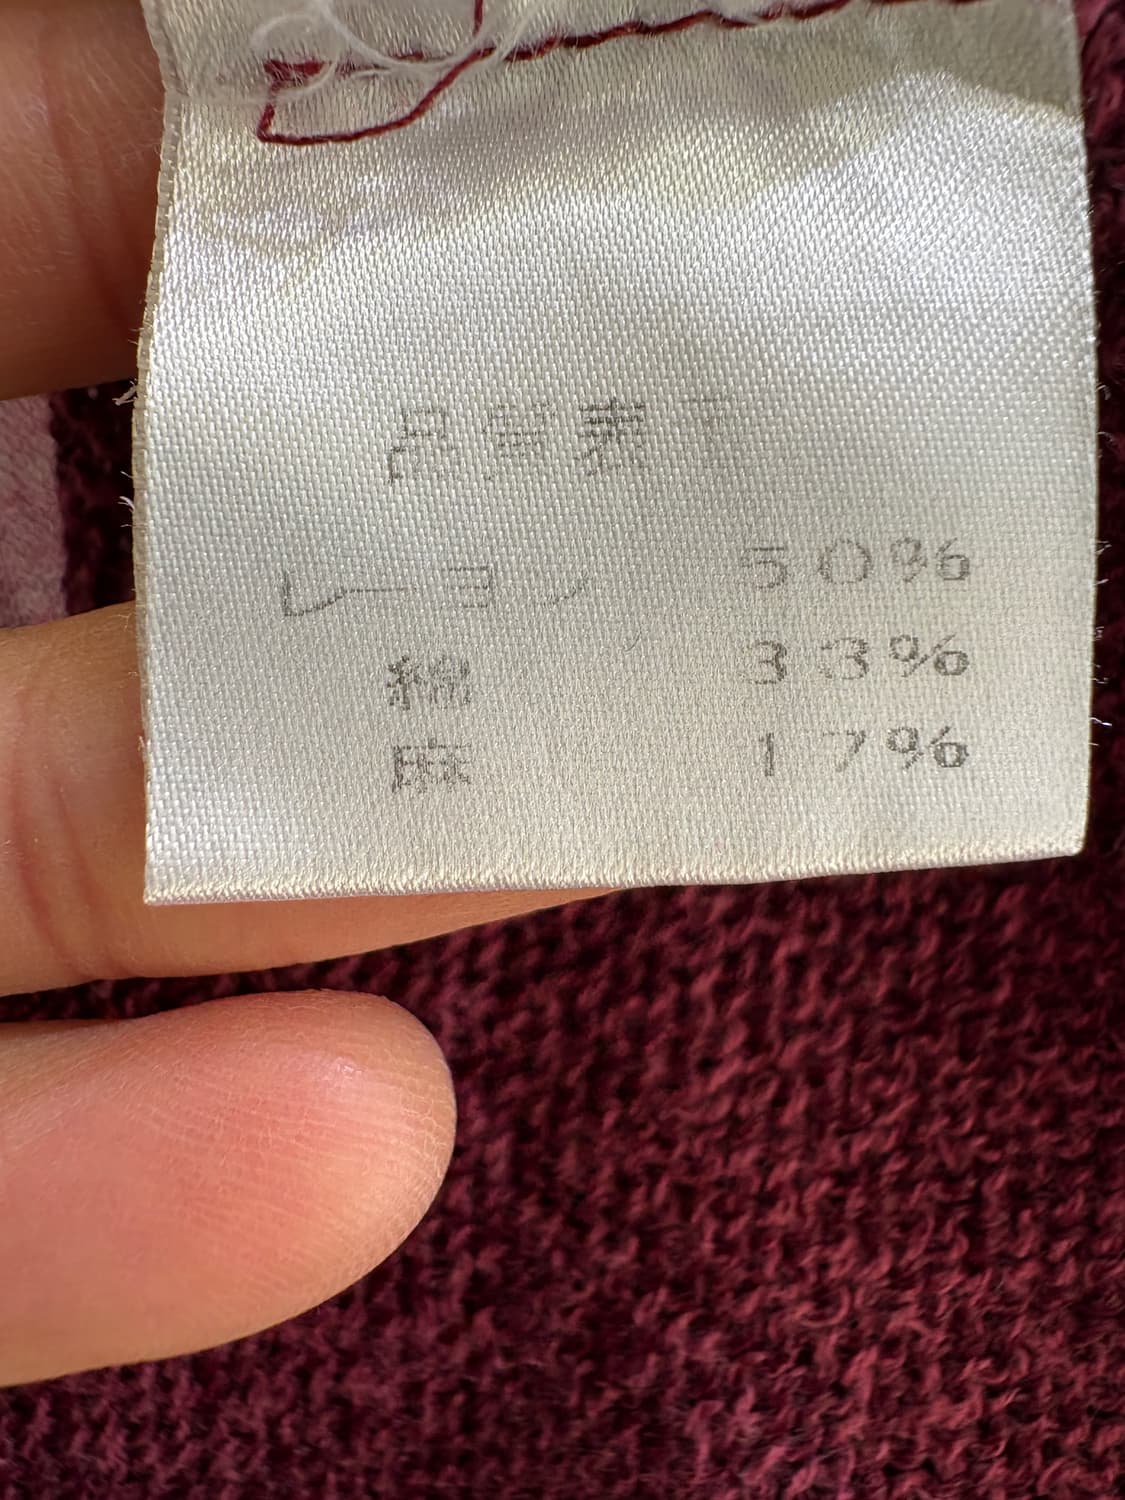 品質表示
レーヨン 50%
綿 33%
麻 17%